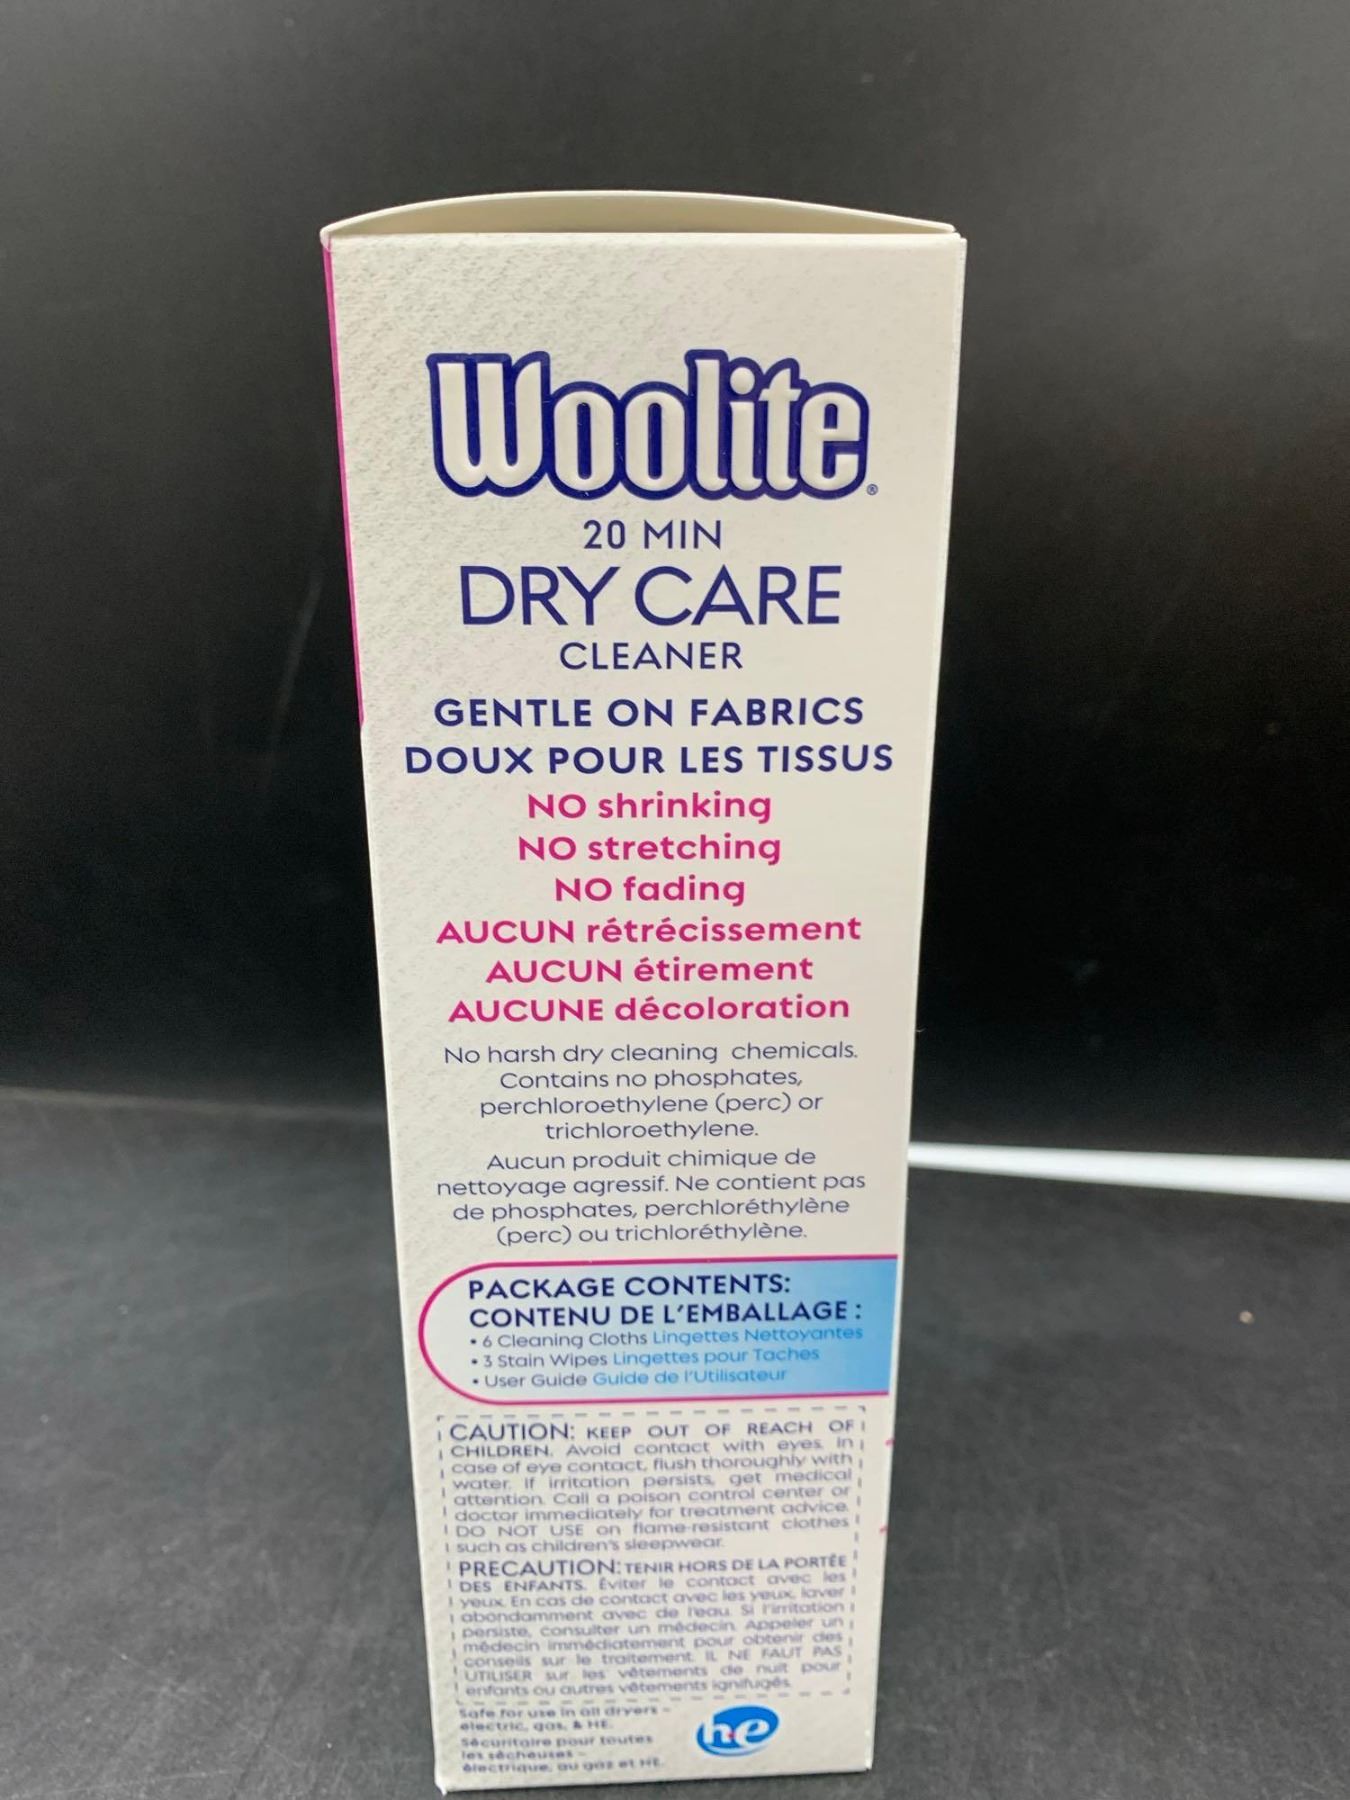 Woolite®
20 MIN
DRY CARE
CLEANER
GENTLE ON FABRICS
DOUX POUR LES TISSUS
NO shrinking
NO stretching
NO fading
AUCUN rétrécissement
AUCUN étirement
AUCUNE décoloration
No harsh dry cleaning chemicals.
Contains no phosphates,
perchloroethylene (perc) or
trichloroethylene.
Aucun produit chimique de
nettoyage agressif. Ne contient pas
de phosphates, perchloréthylène
(perc) ou trichloréthylène.
PACKAGE CONTENTS:
CONTENU DE L'EMBALLAGE :
• 6 Cleaning Cloths Lingettes Nettoyantes
• 3 Stain Wipes Lingettes pour Taches
• User Guide Guide de l'Utilisateur
CAUTION: KEEP OUT OF REACH OF
CHILDREN. Avoid contact with eyes. In
case of eye contact, flush thoroughly with
water. If irritation persists, get medical
attention. Call a poison control center or
doctor immediately for treatment advice.
DO NOT USE on flame-resistant clothes
such as children's sleepwear.
PRECAUTION: TENIR HORS DE LA PORTÉE
DES ENFANTS. Éviter le contact avec les
yeux. En cas de contact avec les yeux, laver
abondamment avec de l'eau. Si l'irritation
persiste, consulter un médecin. Appeler un
médecin immédiatement pour obtenir des
conseils sur le traitement. IL NE FAUT PAS
UTILISER sur les vêtements de nuit pour
enfants ou autres vêtements ignifugés.
Safe for use in all dryers –
electric, gas, & HE.
Sécuritaire pour toutes
les sécheuses –
électrique, au gaz et HE.
he